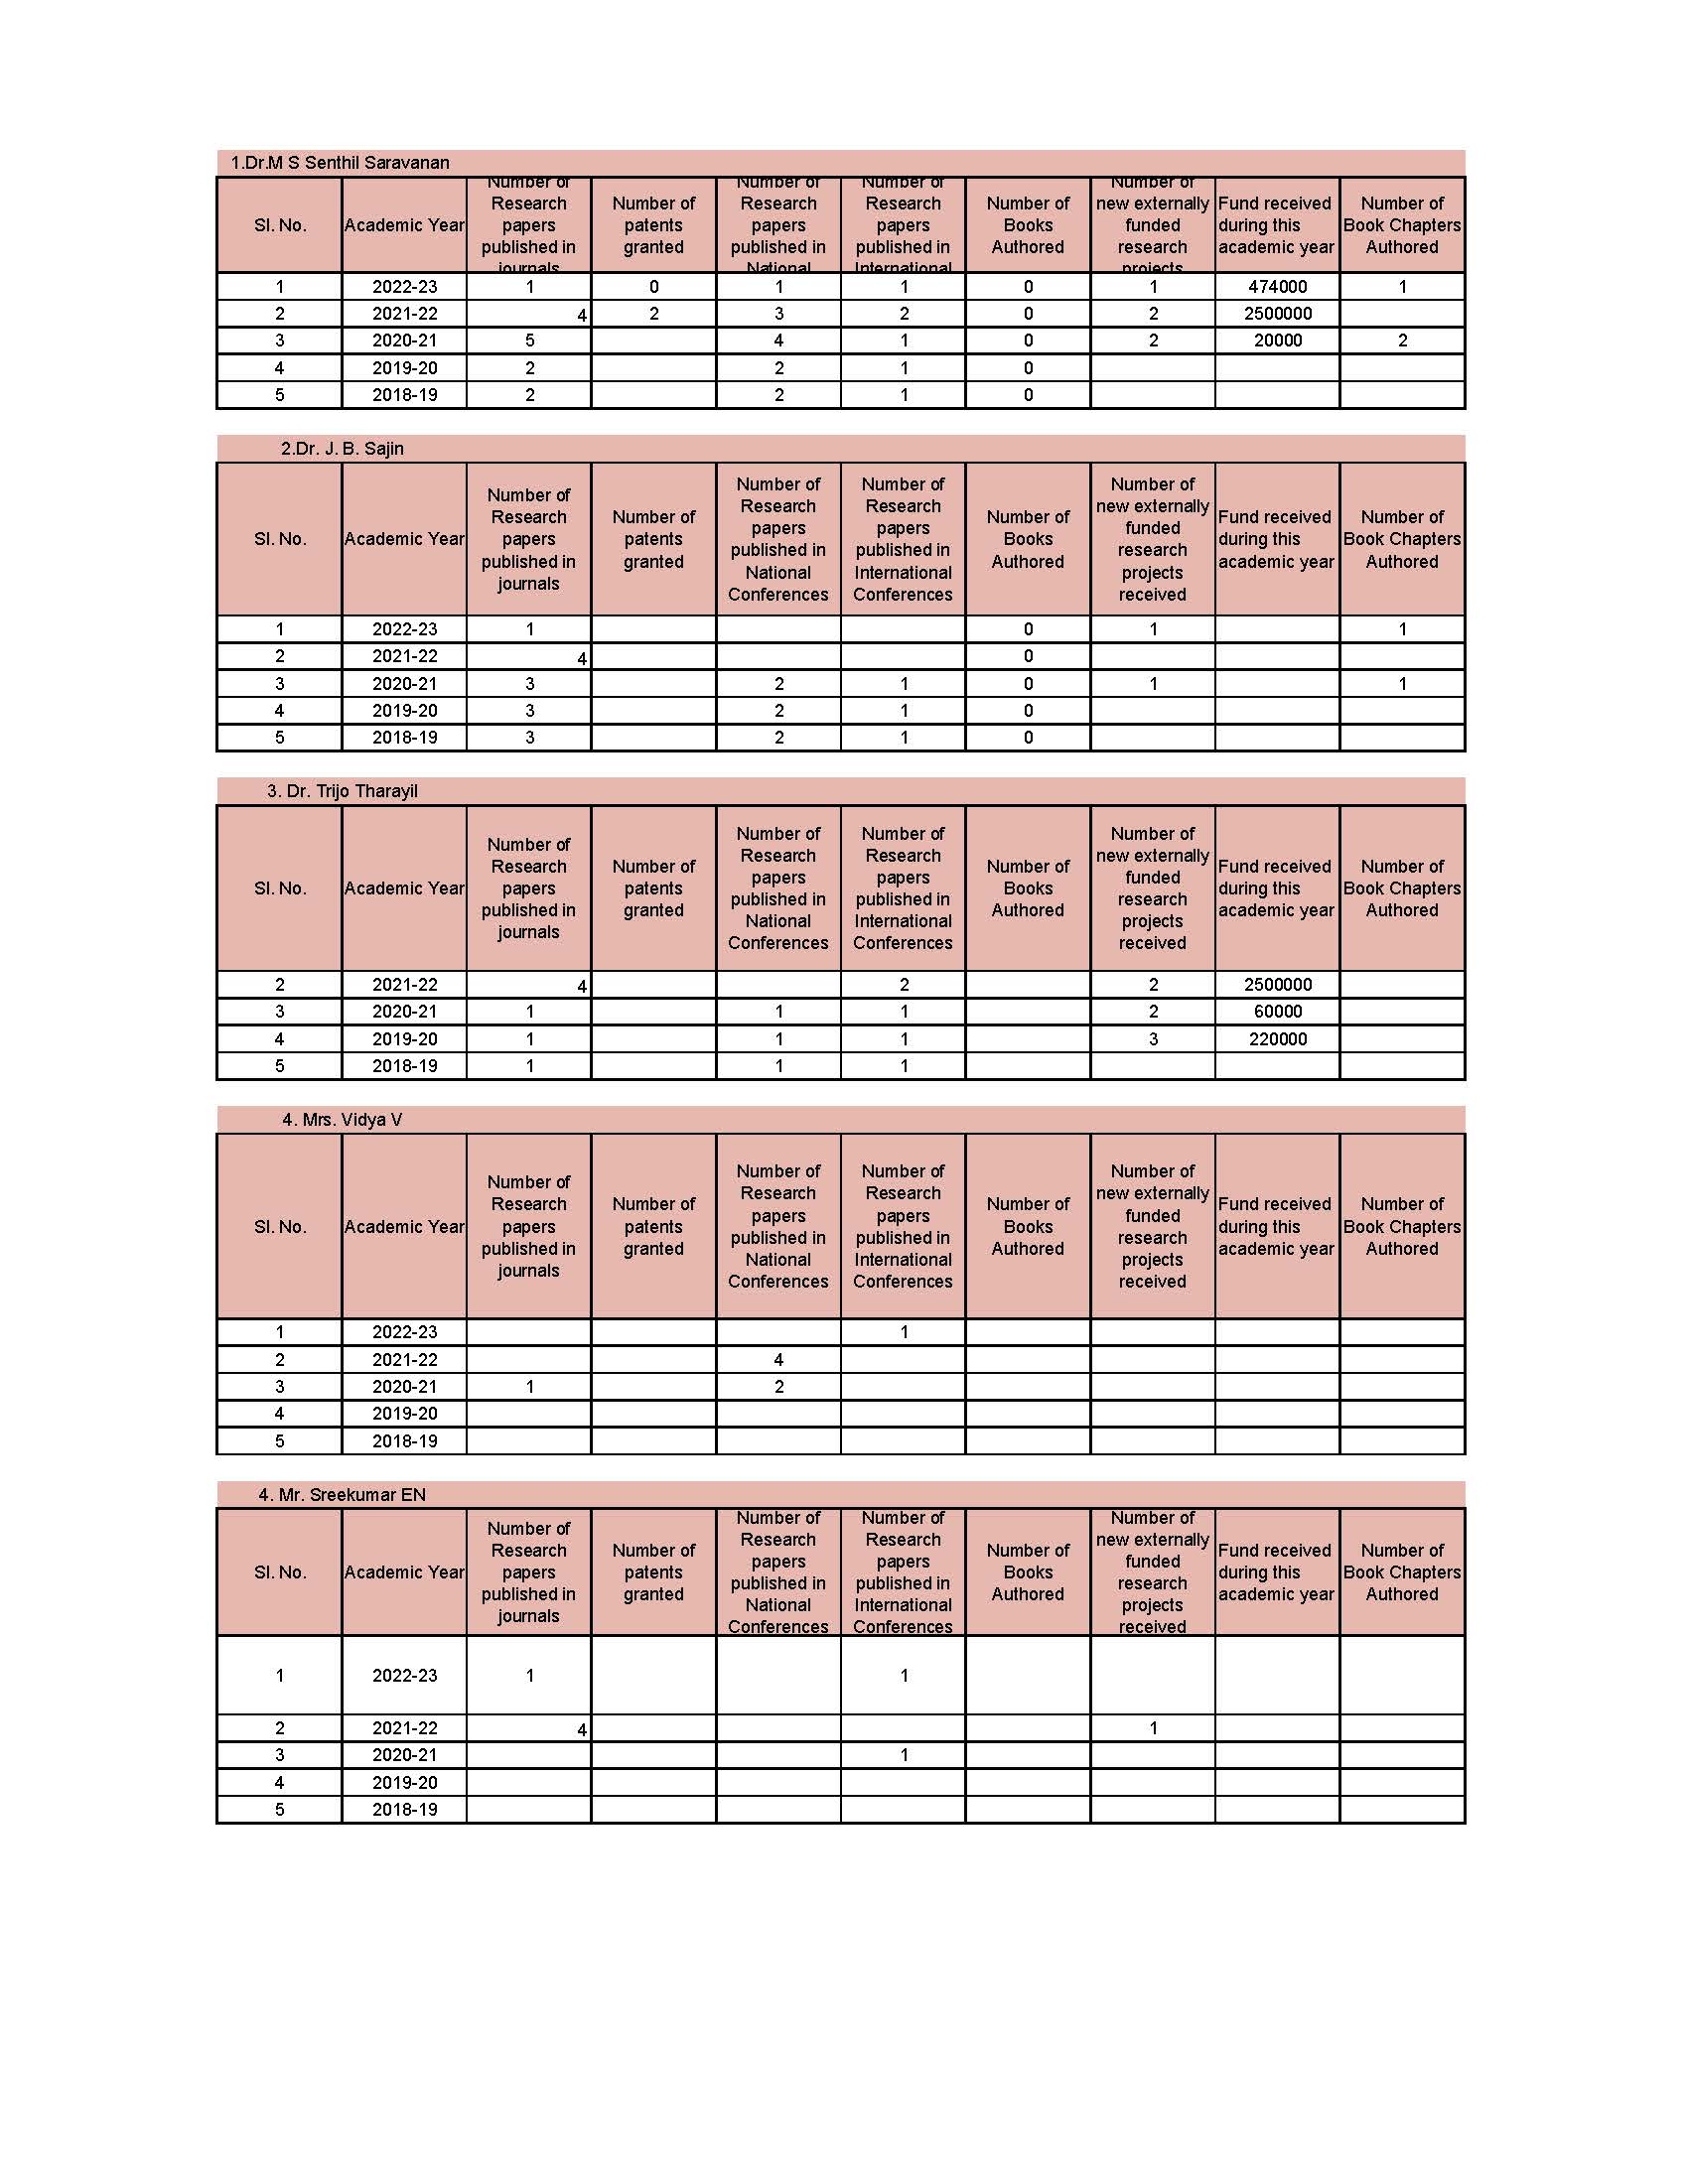 1.Dr.M S Senthil Saravanan
Sl. No. Academic Year Number of Research papers published in journals Number of patents granted Number of Research papers published in National Number of Research papers published in International Number of Books Authored Number of new externally funded research projects Fund received during this academic year Number of Book Chapters Authored
1 2022-23 1 0 1 1 0 1 474000 1
2 2021-22 4 2 3 2 0 2 2500000
3 2020-21 5 4 1 0 2 20000 2
4 2019-20 2 2 1 0
5 2018-19 2 2 1 0
2.Dr. J. B. Sajin
Sl. No. Academic Year Number of Research papers published in journals Number of patents granted Number of Research papers published in National Conferences Number of Research papers published in International Conferences Number of Books Authored Number of new externally funded research projects received Fund received during this academic year Number of Book Chapters Authored
1 2022-23 1 0 1 1
2 2021-22 4 0
3 2020-21 3 2 1 0 1 1
4 2019-20 3 2 1 0
5 2018-19 3 2 1 0
3. Dr. Trijo Tharayil
Sl. No. Academic Year Number of Research papers published in journals Number of patents granted Number of Research papers published in National Conferences Number of Research papers published in International Conferences Number of Books Authored Number of new externally funded research projects received Fund received during this academic year Number of Book Chapters Authored
2 2021-22 4 2 2 2500000
3 2020-21 1 1 1 2 60000
4 2019-20 1 1 1 3 220000
5 2018-19 1 1 1
4. Mrs. Vidya V
Sl. No. Academic Year Number of Research papers published in journals Number of patents granted Number of Research papers published in National Conferences Number of Research papers published in International Conferences Number of Books Authored Number of new externally funded research projects received Fund received during this academic year Number of Book Chapters Authored
1 2022-23 1
2 2021-22 4
3 2020-21 1 2
4 2019-20
5 2018-19
4. Mr. Sreekumar EN
Sl. No. Academic Year Number of Research papers published in journals Number of patents granted Number of Research papers published in National Conferences Number of Research papers published in International Conferences Number of Books Authored Number of new externally funded research projects received Fund received during this academic year Number of Book Chapters Authored
1 2022-23 1 1
2 2021-22 4 1
3 2020-21 1
4 2019-20
5 2018-19